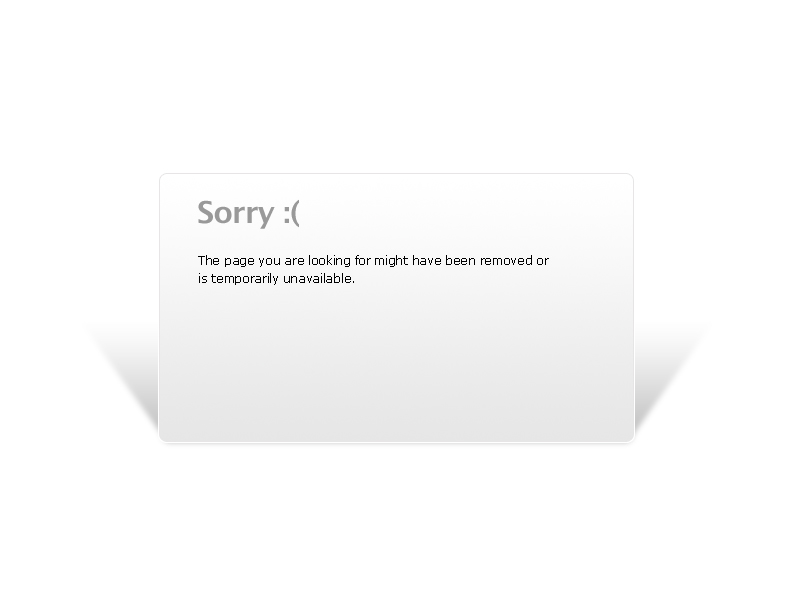 Sorry :(
The page you are looking for might have been removed or
is temporarily unavailable.